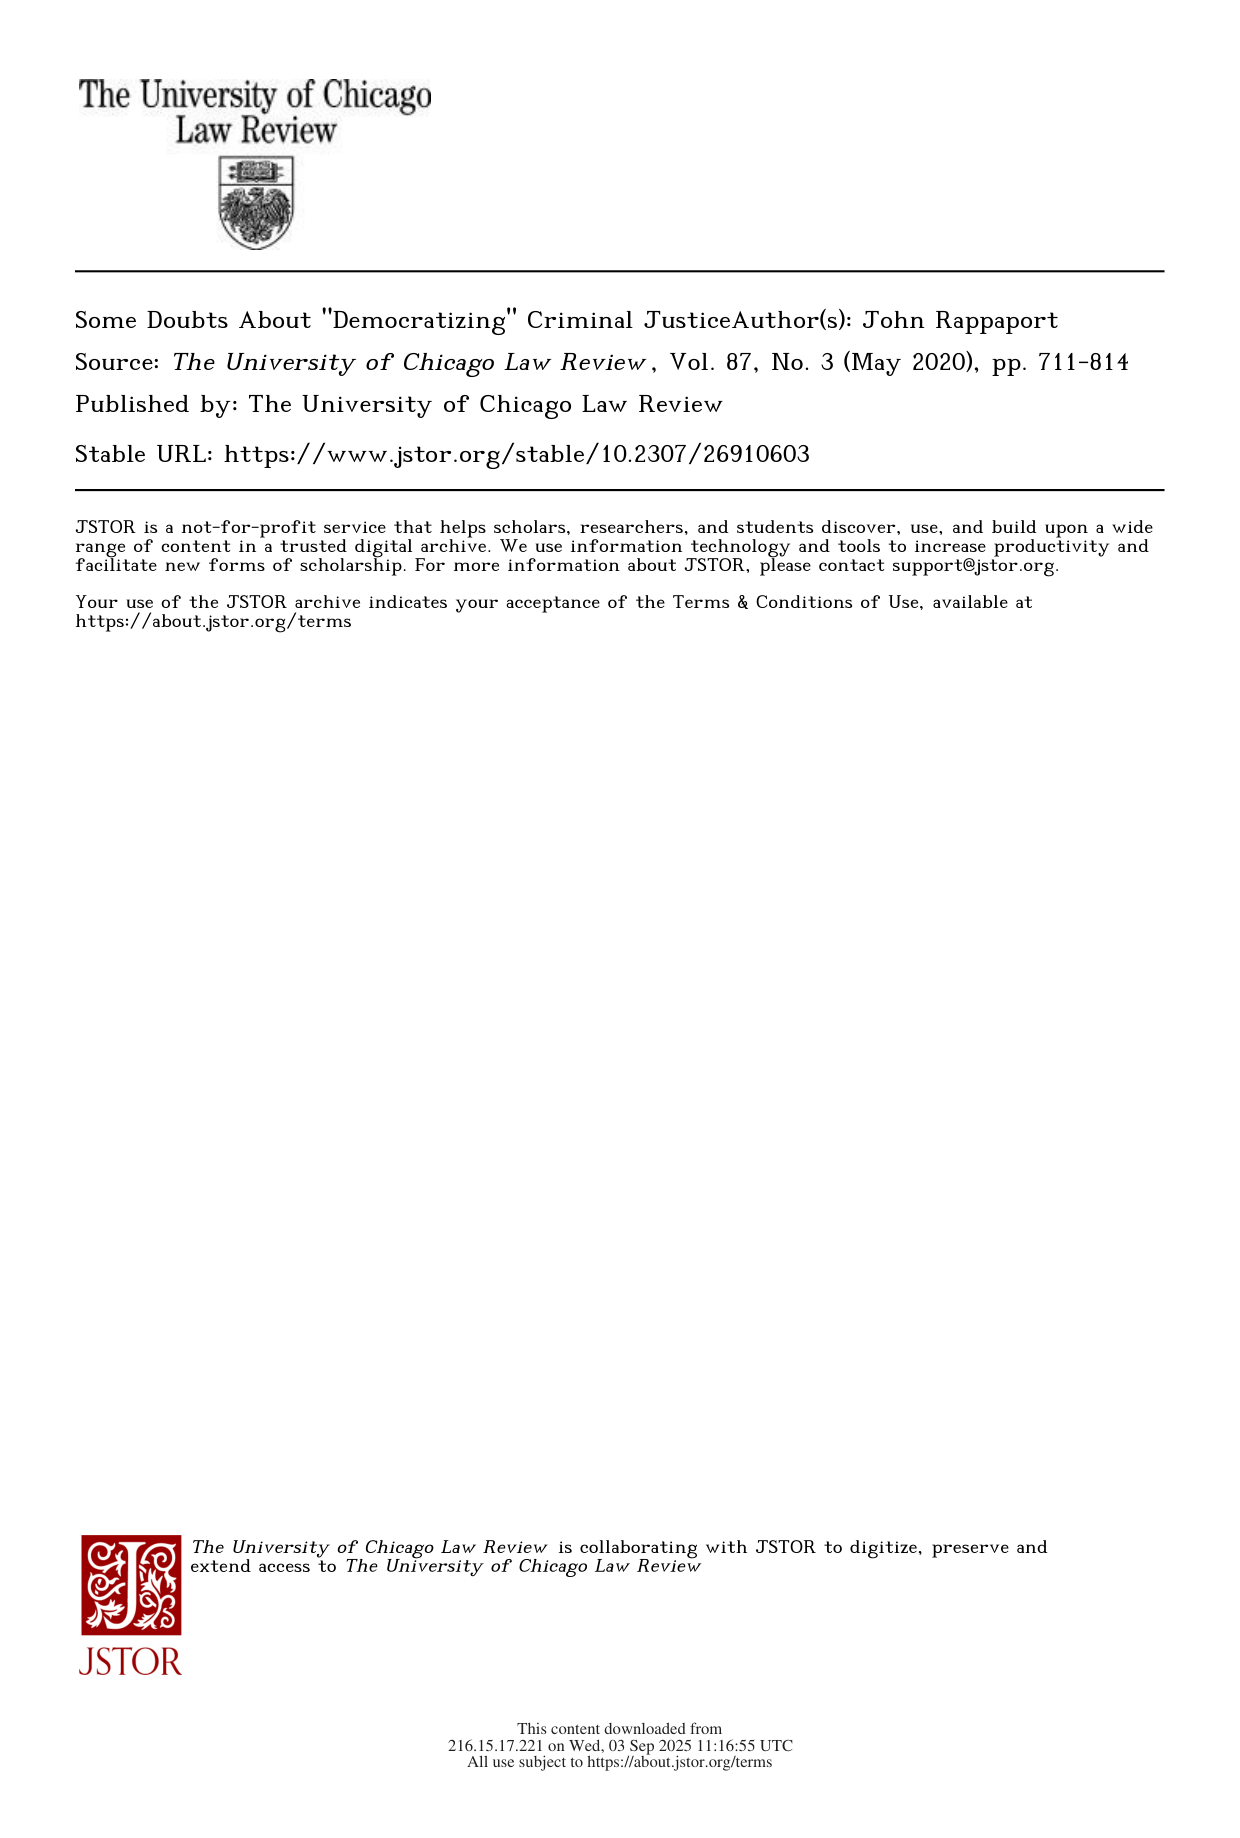 The University of Chicago
Law Review
Some Doubts About "Democratizing" Criminal JusticeAuthor(s): John Rappaport
Source: The University of Chicago Law Review, Vol. 87, No. 3 (May 2020), pp. 711-814
Published by: The University of Chicago Law Review
Stable URL: https://www.jstor.org/stable/10.2307/26910603
JSTOR is a not-for-profit service that helps scholars, researchers, and students discover, use, and build upon a wide
range of content in a trusted digital archive. We use information technology and tools to increase productivity and
facilitate new forms of scholarship. For more information about JSTOR, please contact support@jstor.org.
Your use of the JSTOR archive indicates your acceptance of the Terms & Conditions of Use, available at
https://about.jstor.org/terms
The University of Chicago Law Review is collaborating with JSTOR to digitize, preserve and
extend access to The University of Chicago Law Review
JSTOR
This content downloaded from
216.15.17.221 on Wed, 03 Sep 2025 11:16:55 UTC
All use subject to https://about.jstor.org/terms